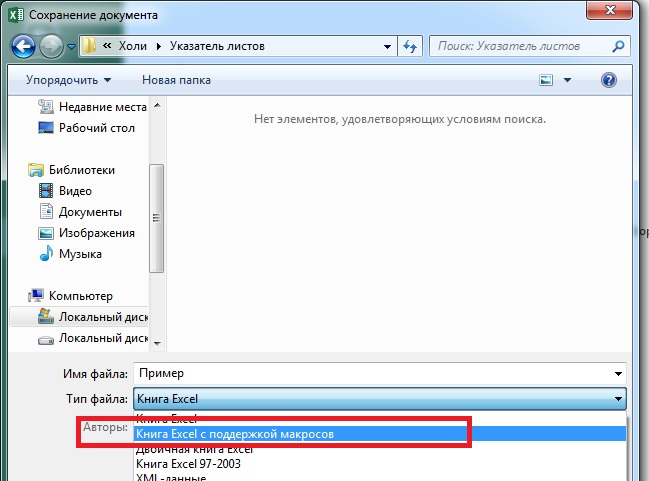 Сохранение документа
« Холи ▸ Указатель листов
Поиск: Указатель листов
Упорядочить
Новая папка
Недавние места
Рабочий стол
Библиотеки
Видео
Документы
Изображения
Музыка
Компьютер
Локальный диск
Локальный диск
Нет элементов, удовлетворяющих условиям поиска.
Имя файла: Пример
Тип файла: Книга Excel
Книга Excel
Авторы: Книга Excel с поддержкой макросов
Двоичная книга Excel
Книга Excel 97-2003
XML-данные